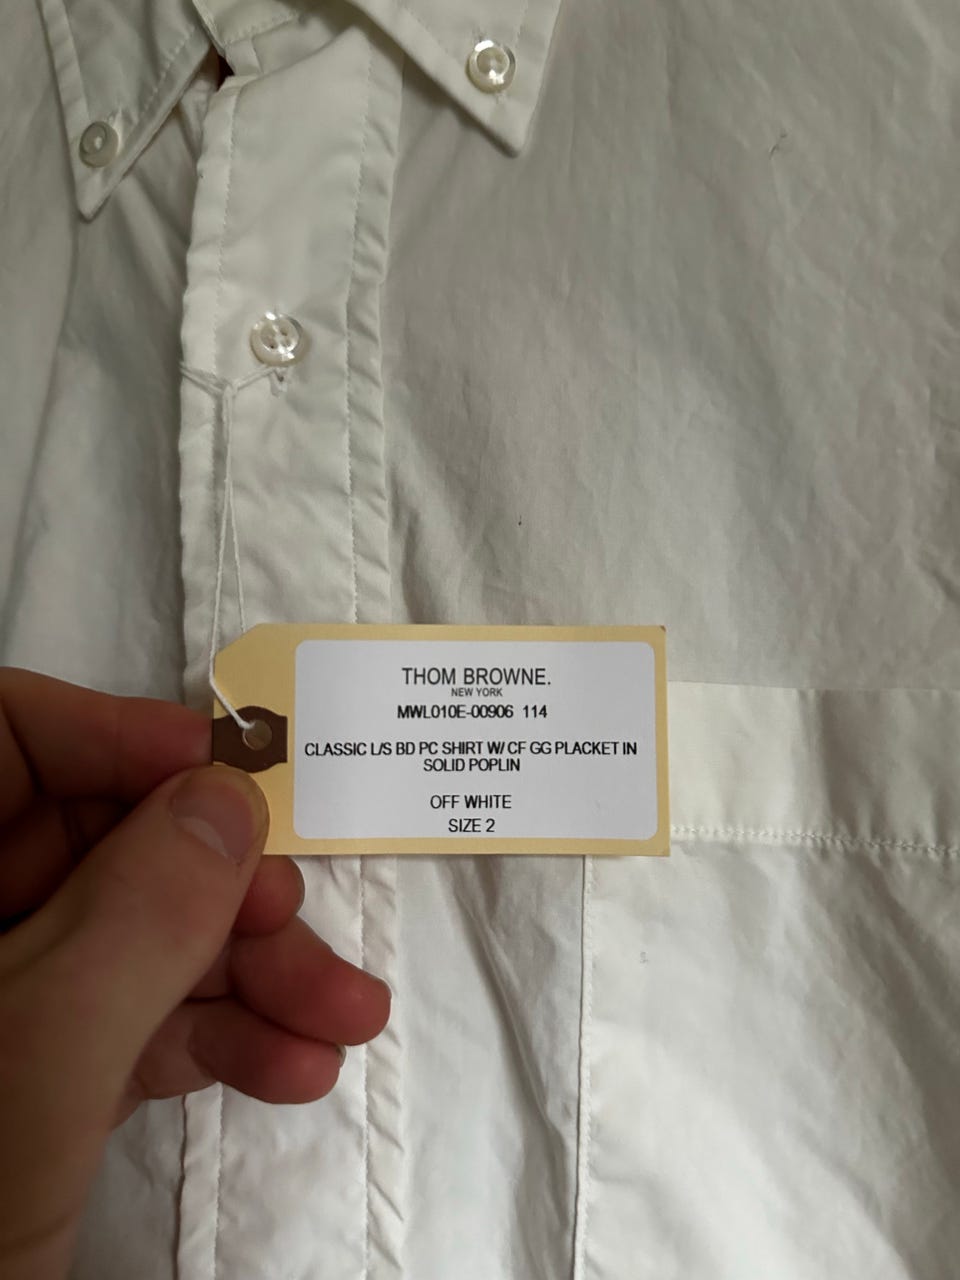 THOM BROWNE.
NEW YORK
MWL010E-00906 114
CLASSIC L/S BD PC SHIRT W/ CF GG PLACKET IN
SOLID POPLIN
OFF WHITE
SIZE 2